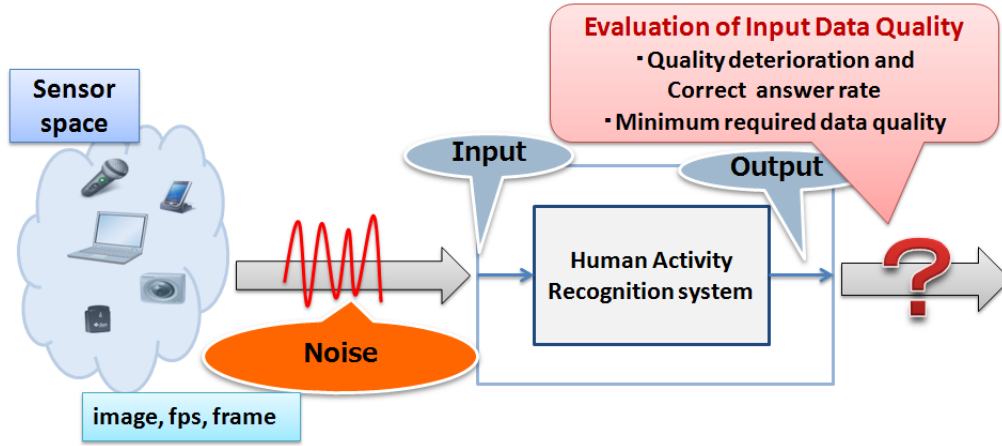 Evaluation of Input Data Quality
・Quality deterioration and
Correct answer rate
・Minimum required data quality
Sensor
space
Input
Output
Human Activity
Recognition system
?
Noise
image, fps, frame